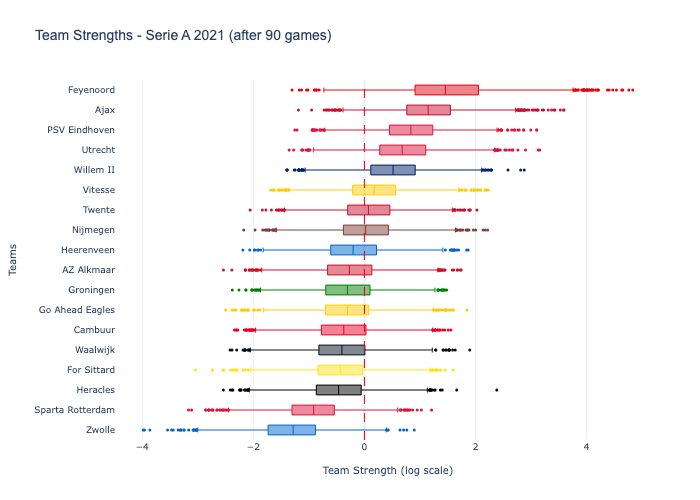 Team Strengths - Serie A 2021 (after 90 games)
Feyenoord
Ajax
PSV Eindhoven
Utrecht
Willem II
Vitesse
Twente
Nijmegen
Heerenveen
AZ Alkmaar
Groningen
Go Ahead Eagles
Cambuur
Waalwijk
For Sittard
Heracles
Sparta Rotterdam
Zwolle
Teams
−4 −2 0 2 4
Team Strength (log scale)